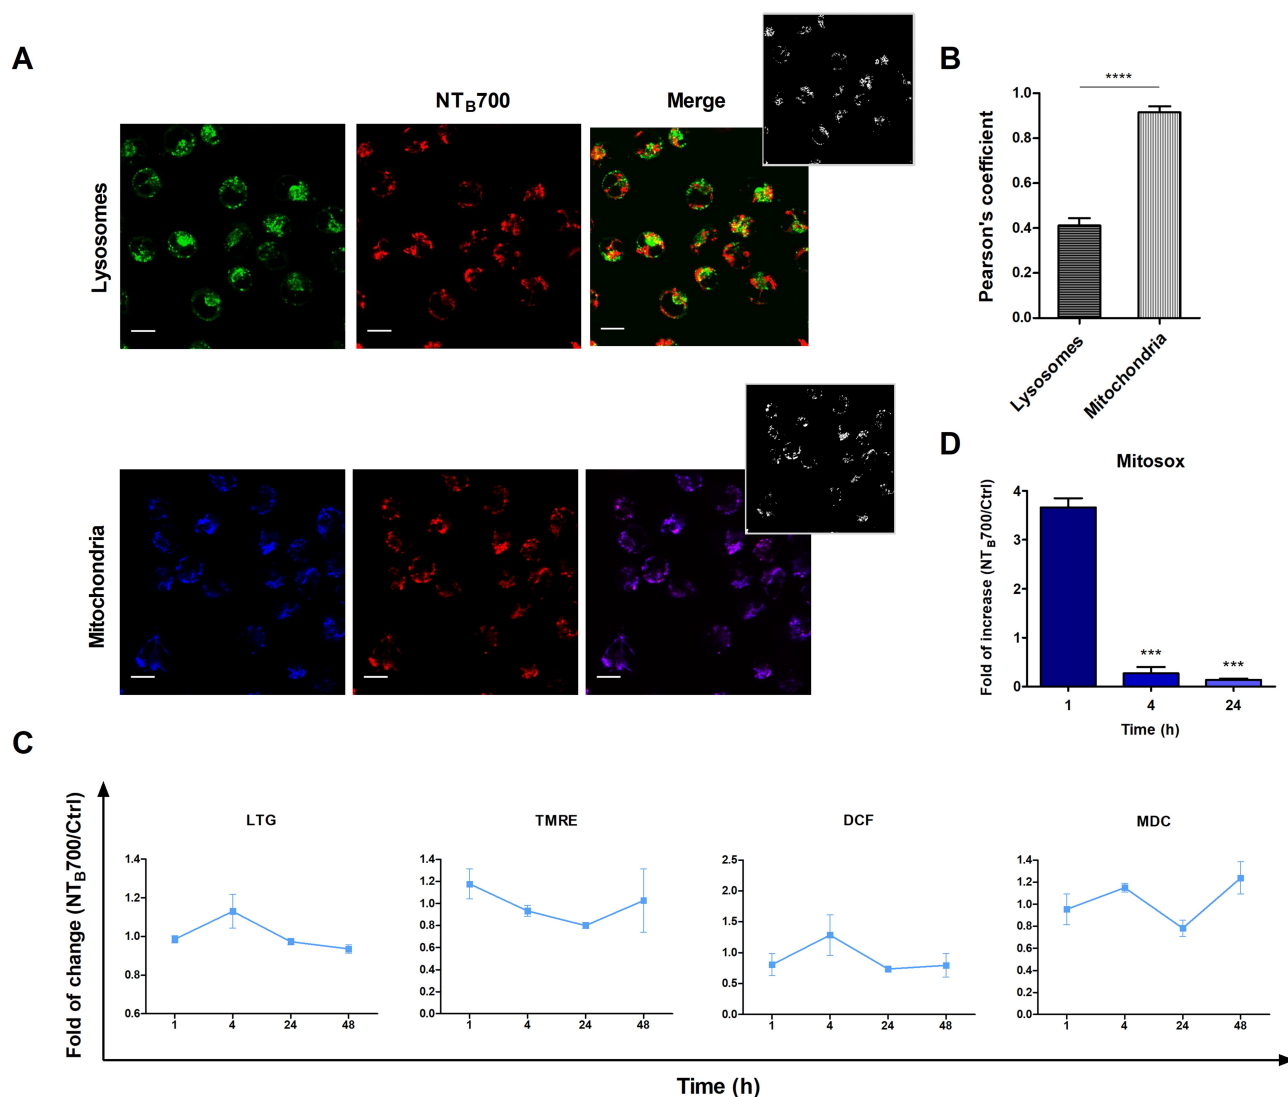 A
NTB700
Merge
Lysosomes
Mitochondria
B
****
Pearson's coefficient
1.0
0.8
0.6
0.4
0.2
0.0
Lysosomes
Mitochondria
D
Mitosox
Fold of increase (NTB700/Ctrl)
4
3
2
1
0
***
***
1 4 24
Time (h)
C
Fold of change (NTB700/Ctrl)
LTG
1.4
1.2
1.0
0.8
0.6
1 4 24 48
TMRE
1.4
1.2
1.0
0.8
0.6
0.4
0.2
0.0
1 4 24 48
DCF
2.5
2.0
1.5
1.0
0.5
0.0
1 4 24 48
MDC
1.4
1.2
1.0
0.8
0.6
0.4
0.2
0.0
1 4 24 48
Time (h)